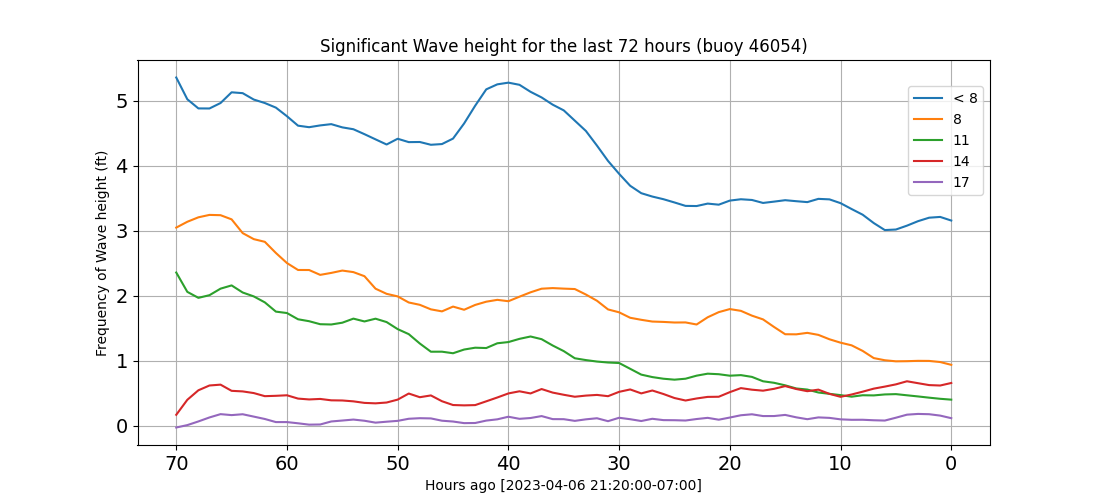 Significant Wave height for the last 72 hours (buoy 46054)
Frequency of Wave height (ft)
5
4
3
2
1
0
< 8
8
11
14
17
70 60 50 40 30 20 10 0
Hours ago [2023-04-06 21:20:00-07:00]